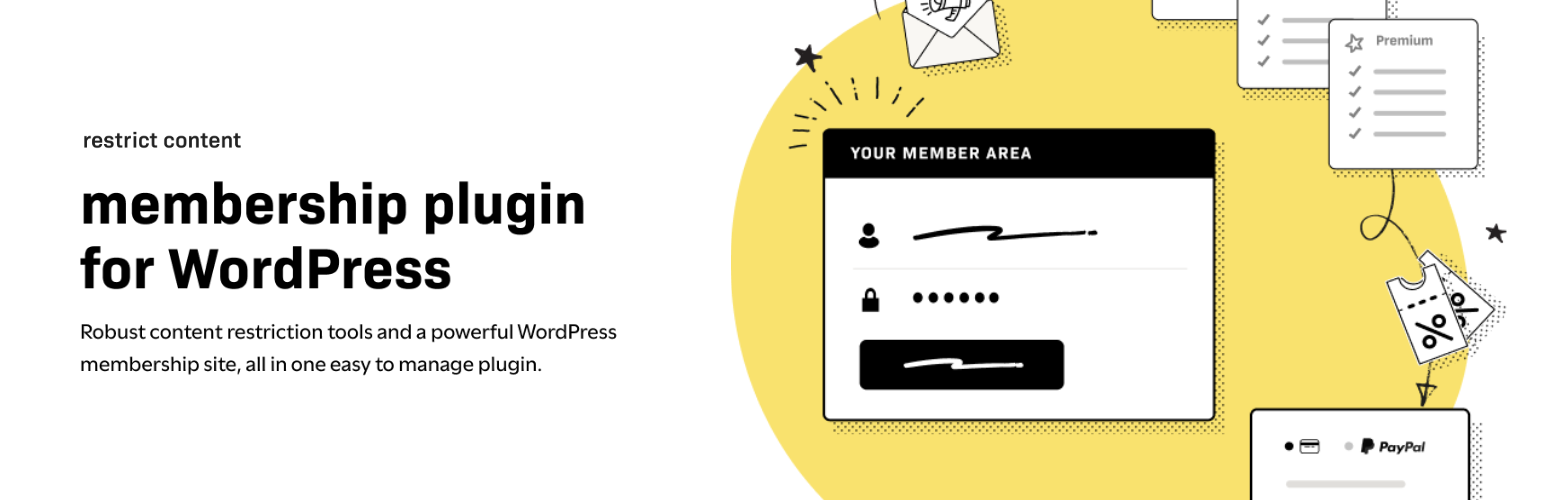 restrict content
membership plugin
for WordPress
Robust content restriction tools and a powerful WordPress
membership site, all in one easy to manage plugin.
YOUR MEMBER AREA
Premium
%
%
PayPal